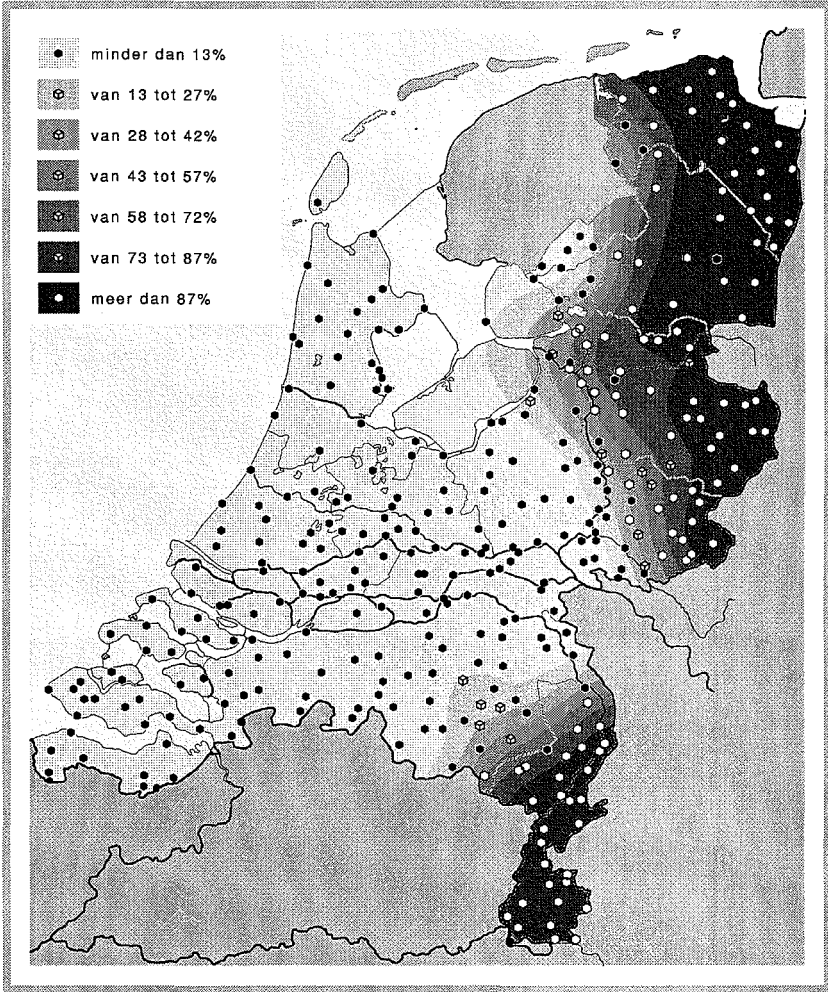 minder dan 13%
van 13 tot 27%
van 28 tot 42%
van 43 tot 57%
van 58 tot 72%
van 73 tot 87%
meer dan 87%